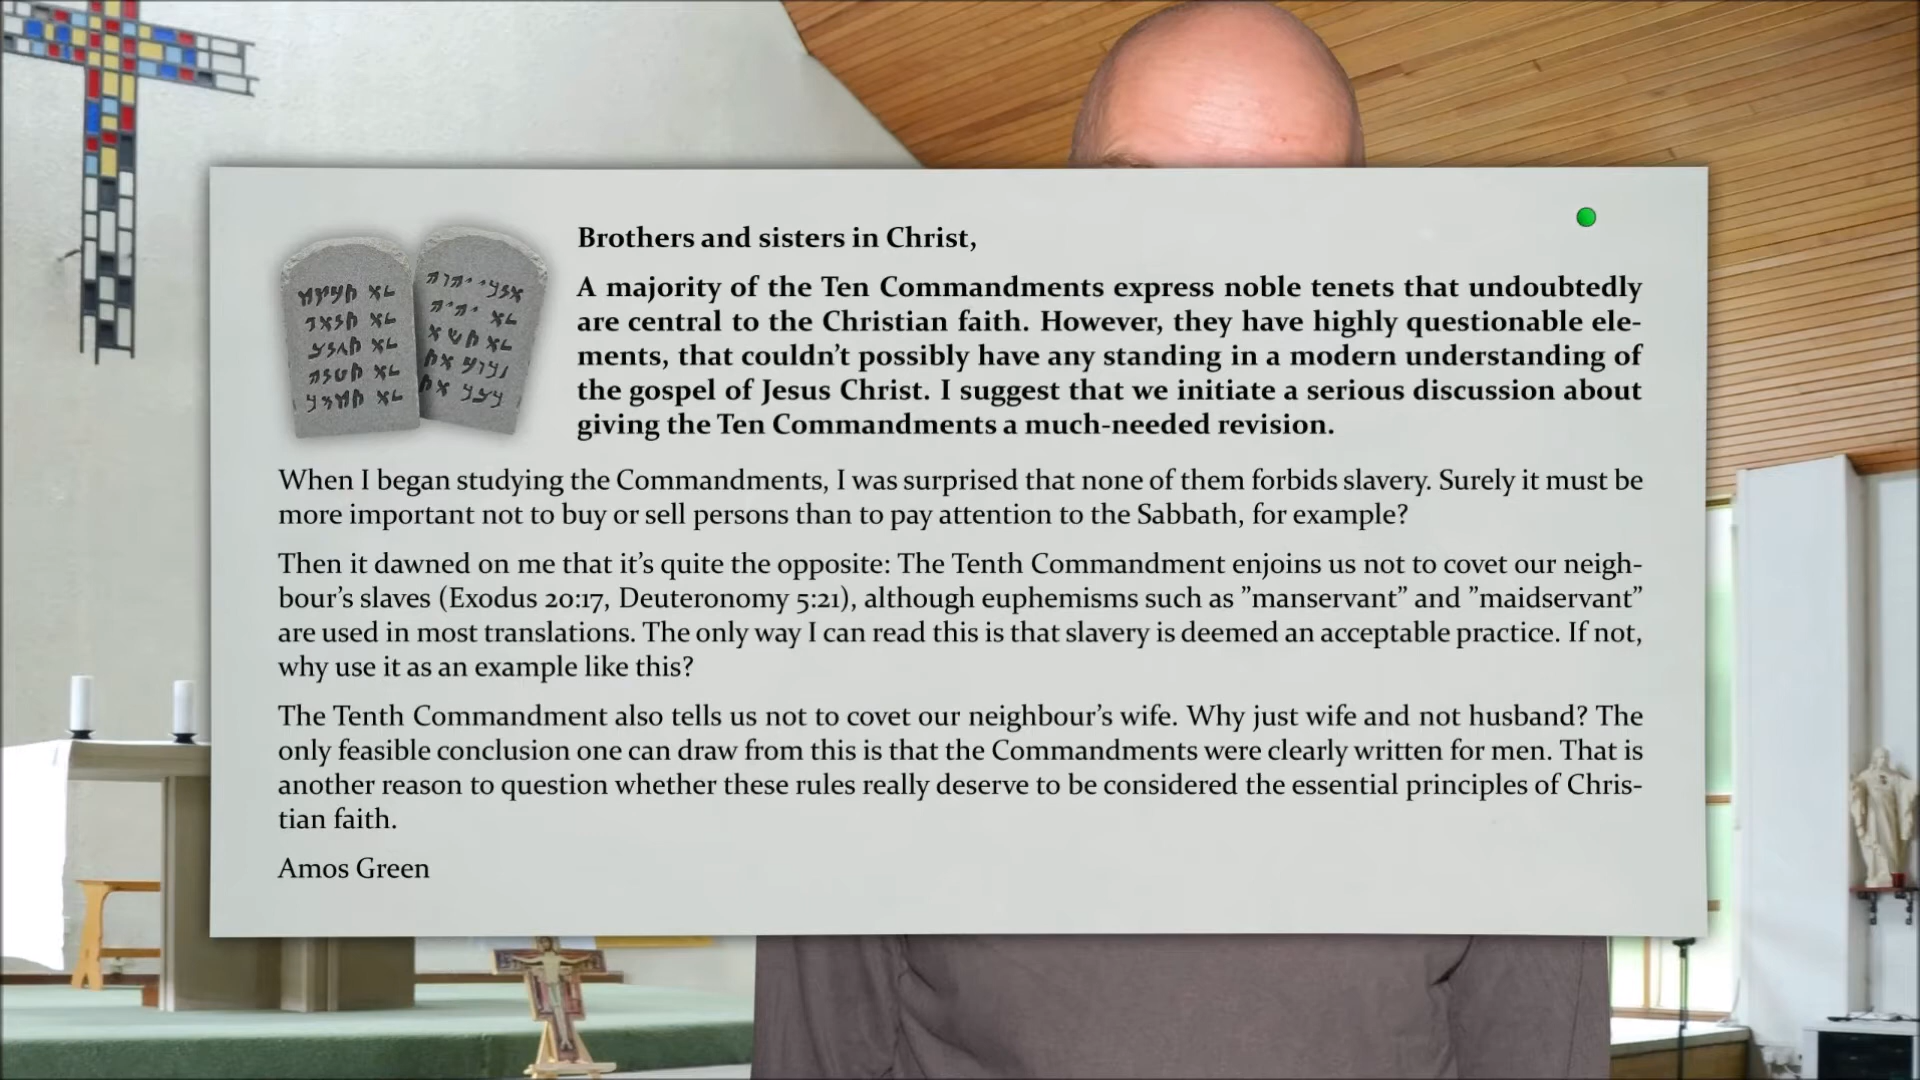 Brothers and sisters in Christ,
A majority of the Ten Commandments express noble tenets that undoubtedly
are central to the Christian faith. However, they have highly questionable ele-
ments, that couldn’t possibly have any standing in a modern understanding of
the gospel of Jesus Christ. I suggest that we initiate a serious discussion about
giving the Ten Commandments a much-needed revision.
When I began studying the Commandments, I was surprised that none of them forbids slavery. Surely it must be
more important not to buy or sell persons than to pay attention to the Sabbath, for example?
Then it dawned on me that it’s quite the opposite: The Tenth Commandment enjoins us not to covet our neigh-
bour’s slaves (Exodus 20:17, Deuteronomy 5:21), although euphemisms such as ”manservant” and ”maidservant”
are used in most translations. The only way I can read this is that slavery is deemed an acceptable practice. If not,
why use it as an example like this?
The Tenth Commandment also tells us not to covet our neighbour’s wife. Why just wife and not husband? The
only feasible conclusion one can draw from this is that the Commandments were clearly written for men. That is
another reason to question whether these rules really deserve to be considered the essential principles of Chris-
tian faith.
Amos Green